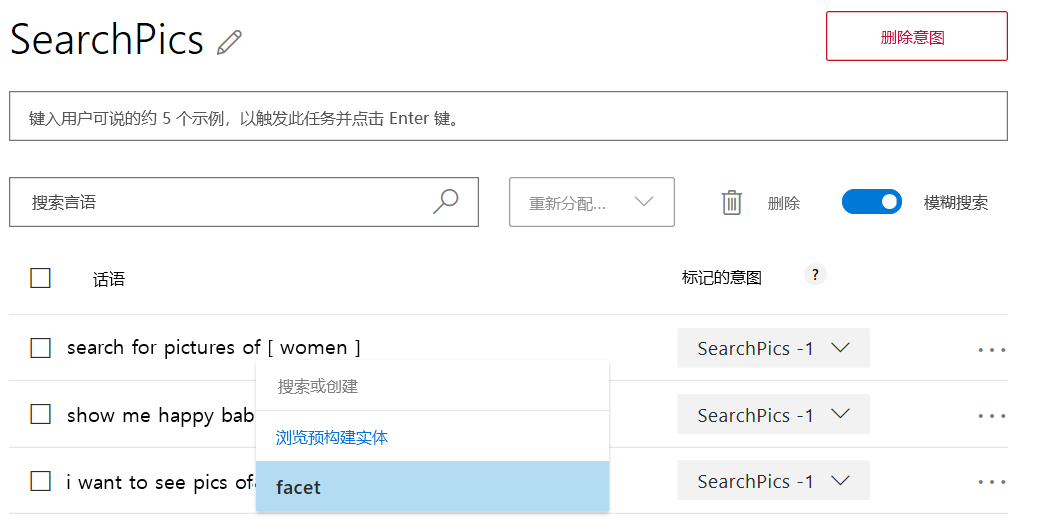 SearchPics
删除意图
键入用户可说的约 5 个示例，以触发此任务并点击 Enter 键。
搜索言语
重新分配...
删除
模糊搜索
话语
标记的意图
?
search for pictures of [ women ]
SearchPics -1
搜索或创建
show me happy bab
SearchPics -1
浏览预构建实体
i want to see pics of
SearchPics -1
facet